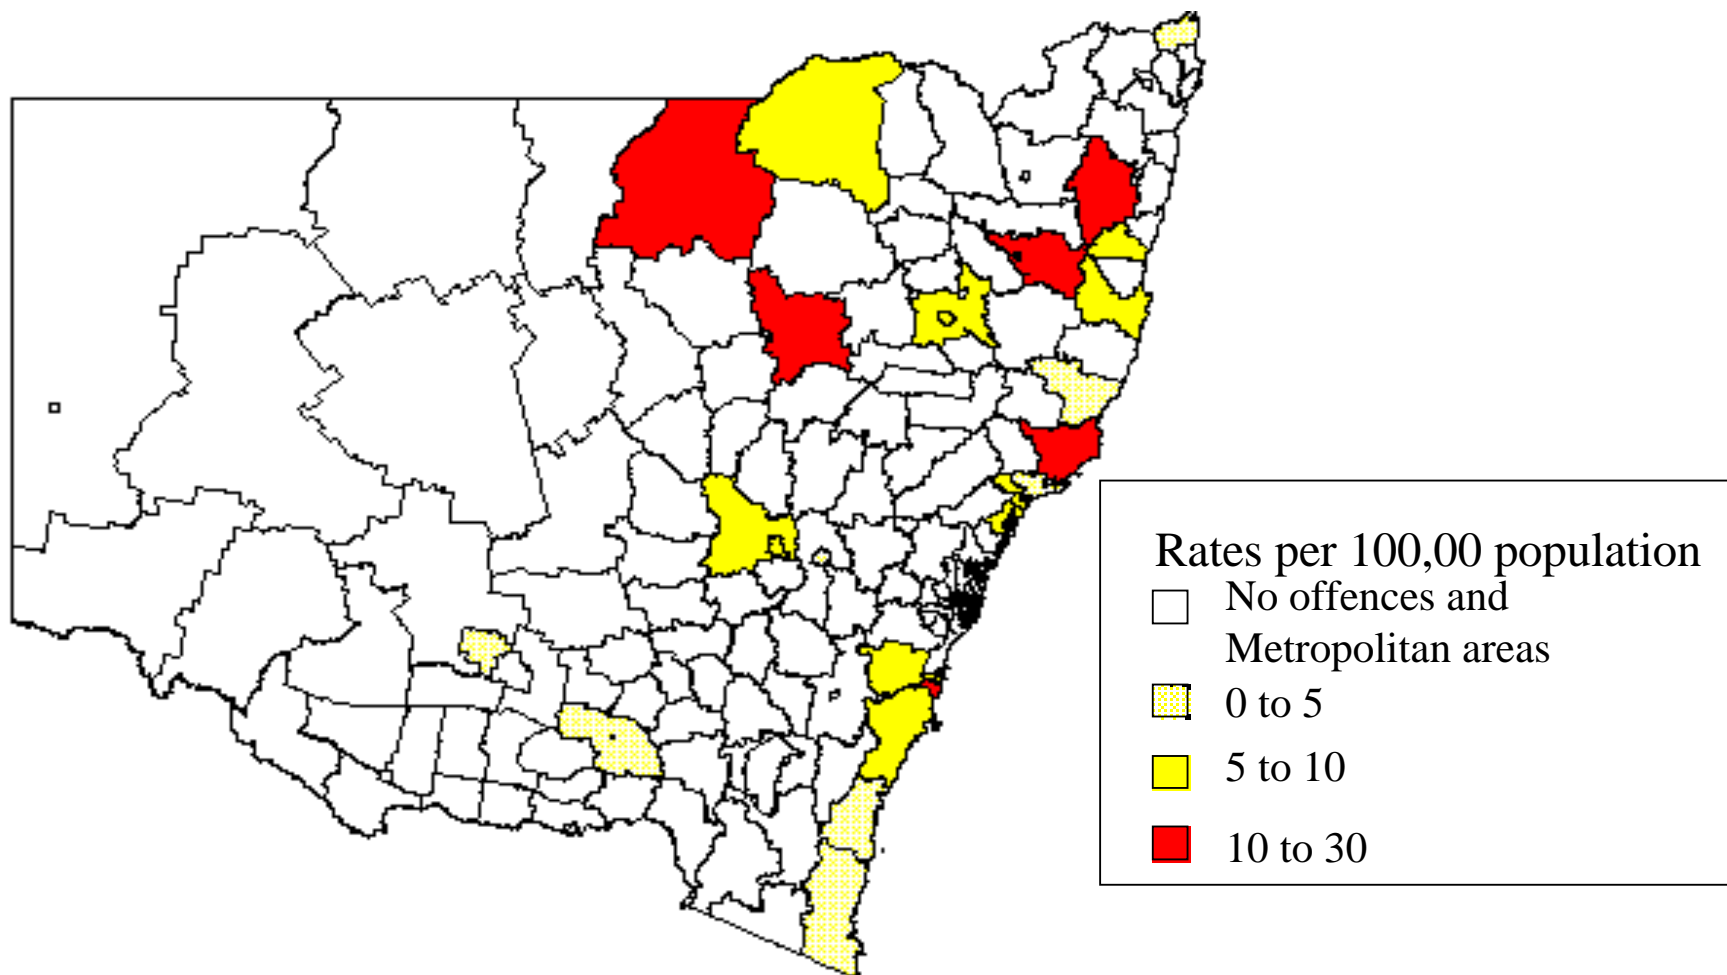 Rates per 100,00 population
No offences and
Metropolitan areas
0 to 5
5 to 10
10 to 30